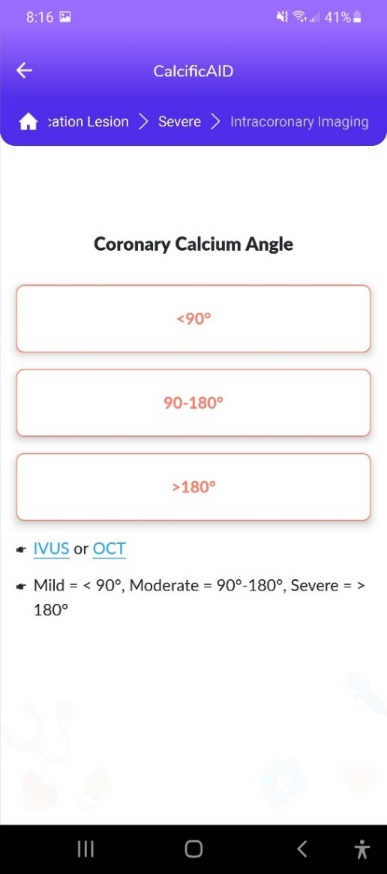 8:16
41%
CalcificAID
cation Lesion
Severe
Intracoronary Imaging
Coronary Calcium Angle
<90°
90-180°
>180°
IVUS or OCT
Mild = < 90°, Moderate = 90°-180°, Severe = >
180°